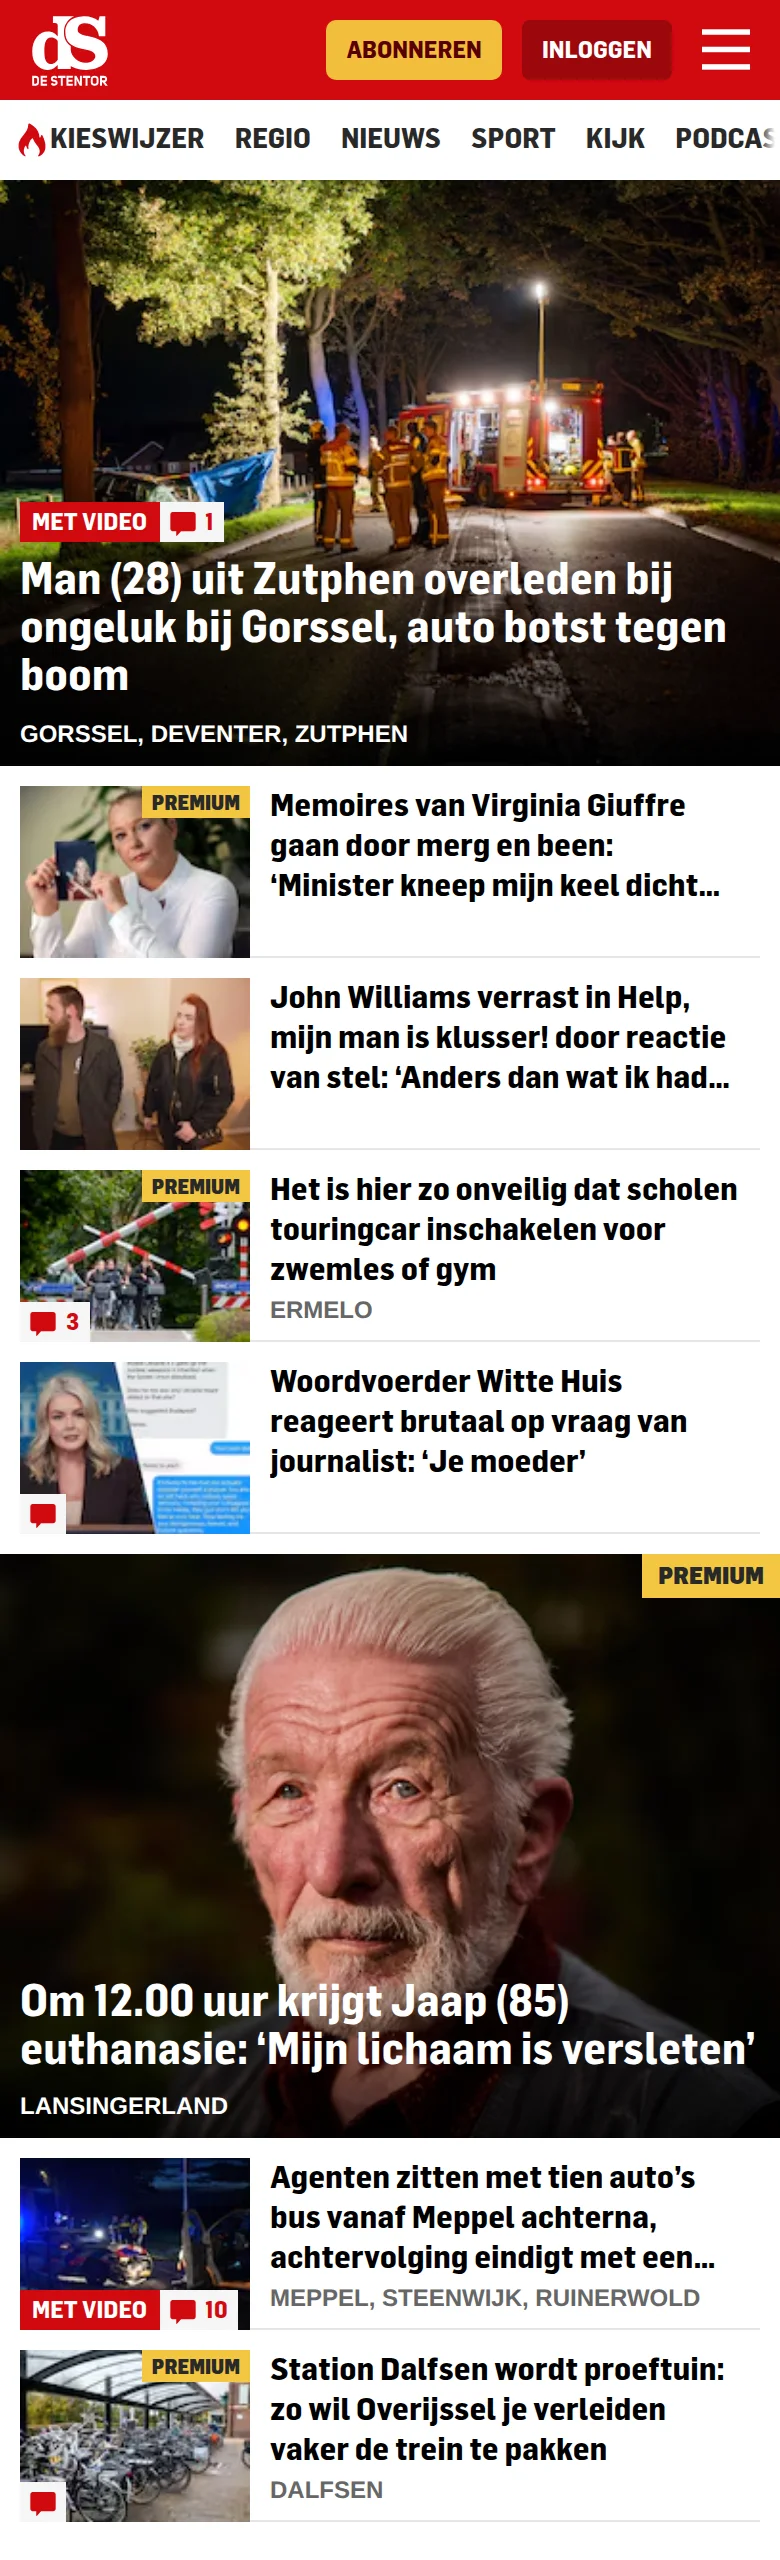 dS
DE STENTOR
ABONNEREN
INLOGGEN
KIESWIJZER REGIO NIEUWS SPORT KIJK PODCAS
MET VIDEO 1
Man (28) uit Zutphen overleden bij
ongeluk bij Gorssel, auto botst tegen
boom
GORSSEL, DEVENTER, ZUTPHEN
PREMIUM
Memoires van Virginia Giuffre
gaan door merg en been:
‘Minister kneep mijn keel dicht...
John Williams verrast in Help,
mijn man is klusser! door reactie
van stel: ‘Anders dan wat ik had...
PREMIUM
3
Het is hier zo onveilig dat scholen
touringcar inschakelen voor
zwemles of gym
ERMELO
Woordvoerder Witte Huis
reageert brutaal op vraag van
journalist: ‘Je moeder’
PREMIUM
Om 12.00 uur krijgt Jaap (85)
euthanasie: ‘Mijn lichaam is versleten’
LANSINGERLAND
MET VIDEO 10
Agenten zitten met tien auto’s
bus vanaf Meppel achterna,
achtervolging eindigt met een...
MEPPEL, STEENWIJK, RUINERWOLD
PREMIUM
Station Dalfsen wordt proeftuin:
zo wil Overijssel je verleiden
vaker de trein te pakken
DALFSEN